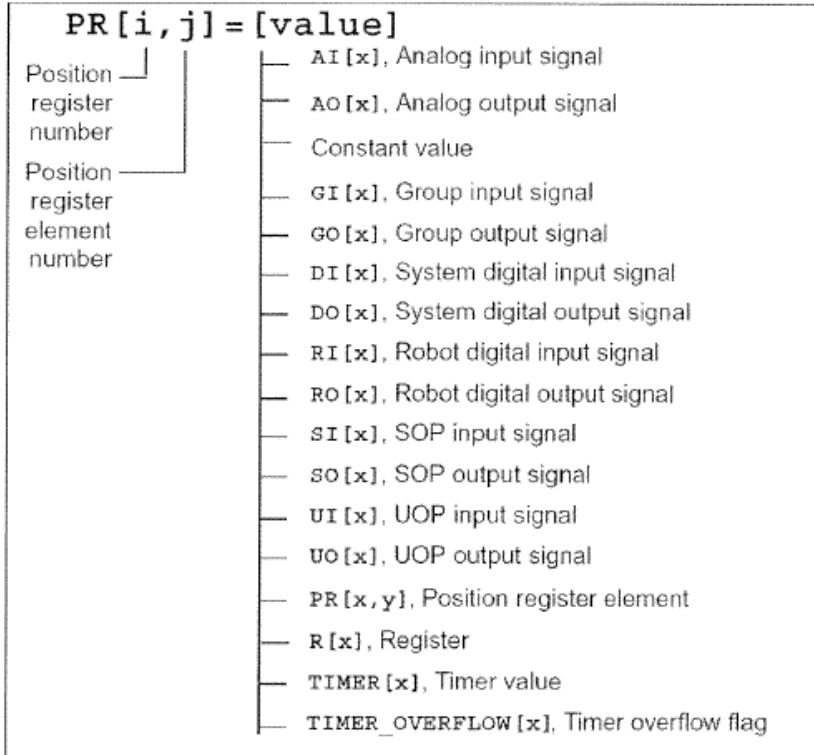 PR[i,j]=[value]
Position
register
number
Position
register
element
number
AI[x], Analog input signal
AO[x], Analog output signal
Constant value
GI[x], Group input signal
GO[x], Group output signal
DI[x], System digital input signal
DO[x], System digital output signal
RI[x], Robot digital input signal
RO[x], Robot digital output signal
SI[x], SOP input signal
SO[x], SOP output signal
UI[x], UOP input signal
UO[x], UOP output signal
PR[x,y], Position register element
R[x], Register
TIMER[x], Timer value
TIMER_OVERFLOW[x], Timer overflow flag